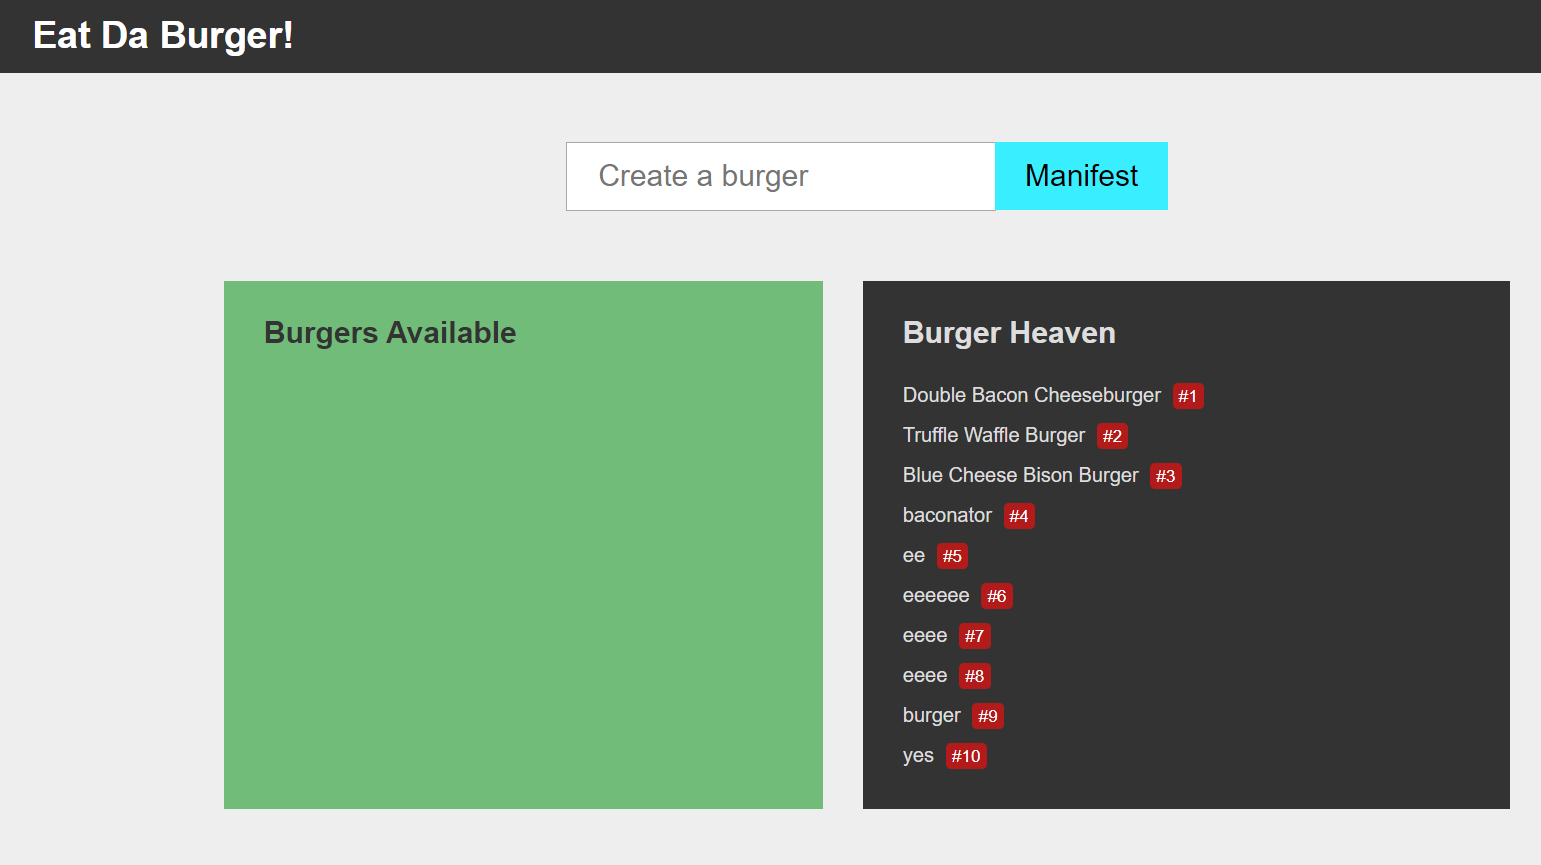 Eat Da Burger!
Create a burger
Manifest
Burgers Available
Burger Heaven
Double Bacon Cheeseburger #1
Truffle Waffle Burger #2
Blue Cheese Bison Burger #3
baconator #4
ee #5
eeeeee #6
eeee #7
eeee #8
burger #9
yes #10